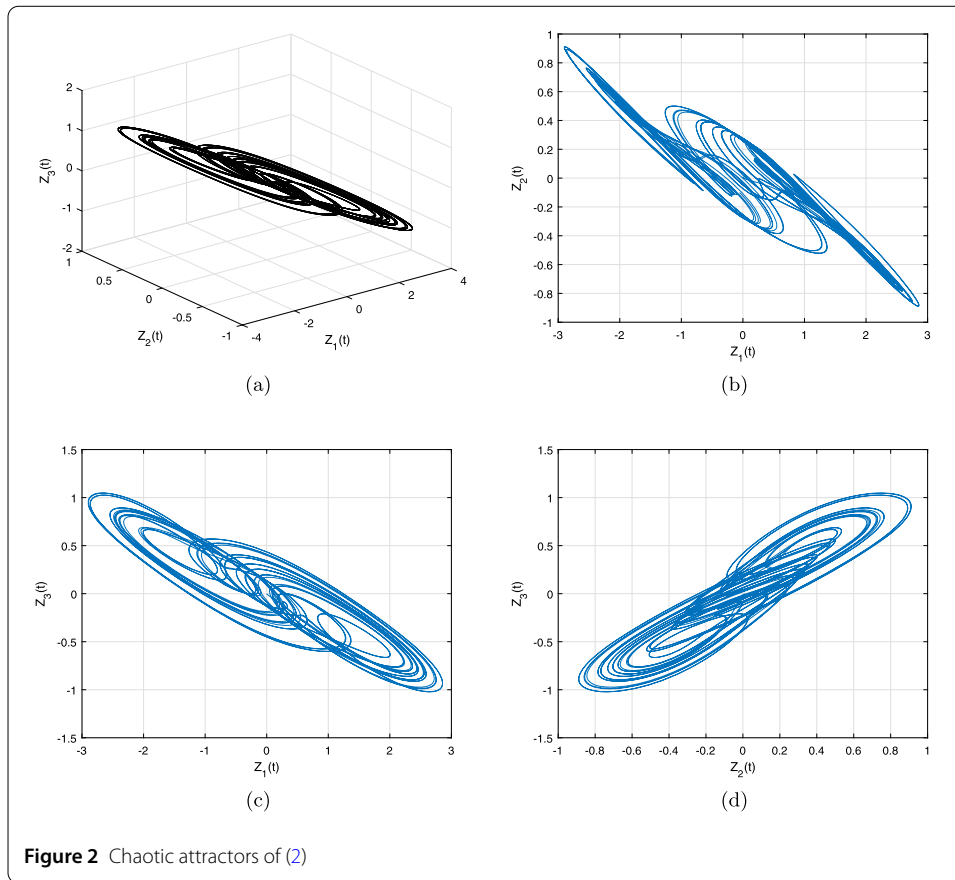 2
1
0
-1
-2
Z3(t)
1
0.5
0
-0.5
-1
Z2(t)
-4
-2
0
2
4
Z1(t)
(a)
1
0.8
0.6
0.4
0.2
0
-0.2
-0.4
-0.6
-0.8
-1
Z2(t)
-3 -2 -1 0 1 2 3
Z1(t)
(b)
1.5
1
0.5
0
-0.5
-1
-1.5
Z3(t)
-3 -2 -1 0 1 2 3
Z1(t)
(c)
1.5
1
0.5
0
-0.5
-1
-1.5
Z3(t)
-1 -0.8 -0.6 -0.4 -0.2 0 0.2 0.4 0.6 0.8 1
Z2(t)
(d)
Figure 2 Chaotic attractors of (2)